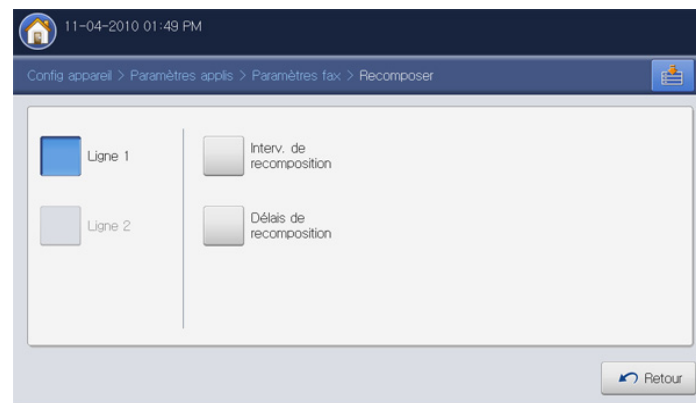 11-04-2010 01:49 PM
Config appareil > Paramètres applis > Paramètres fax > Recomposer
Ligne 1
Interv. de
recomposition
Ligne 2
Délais de
recomposition
Retour